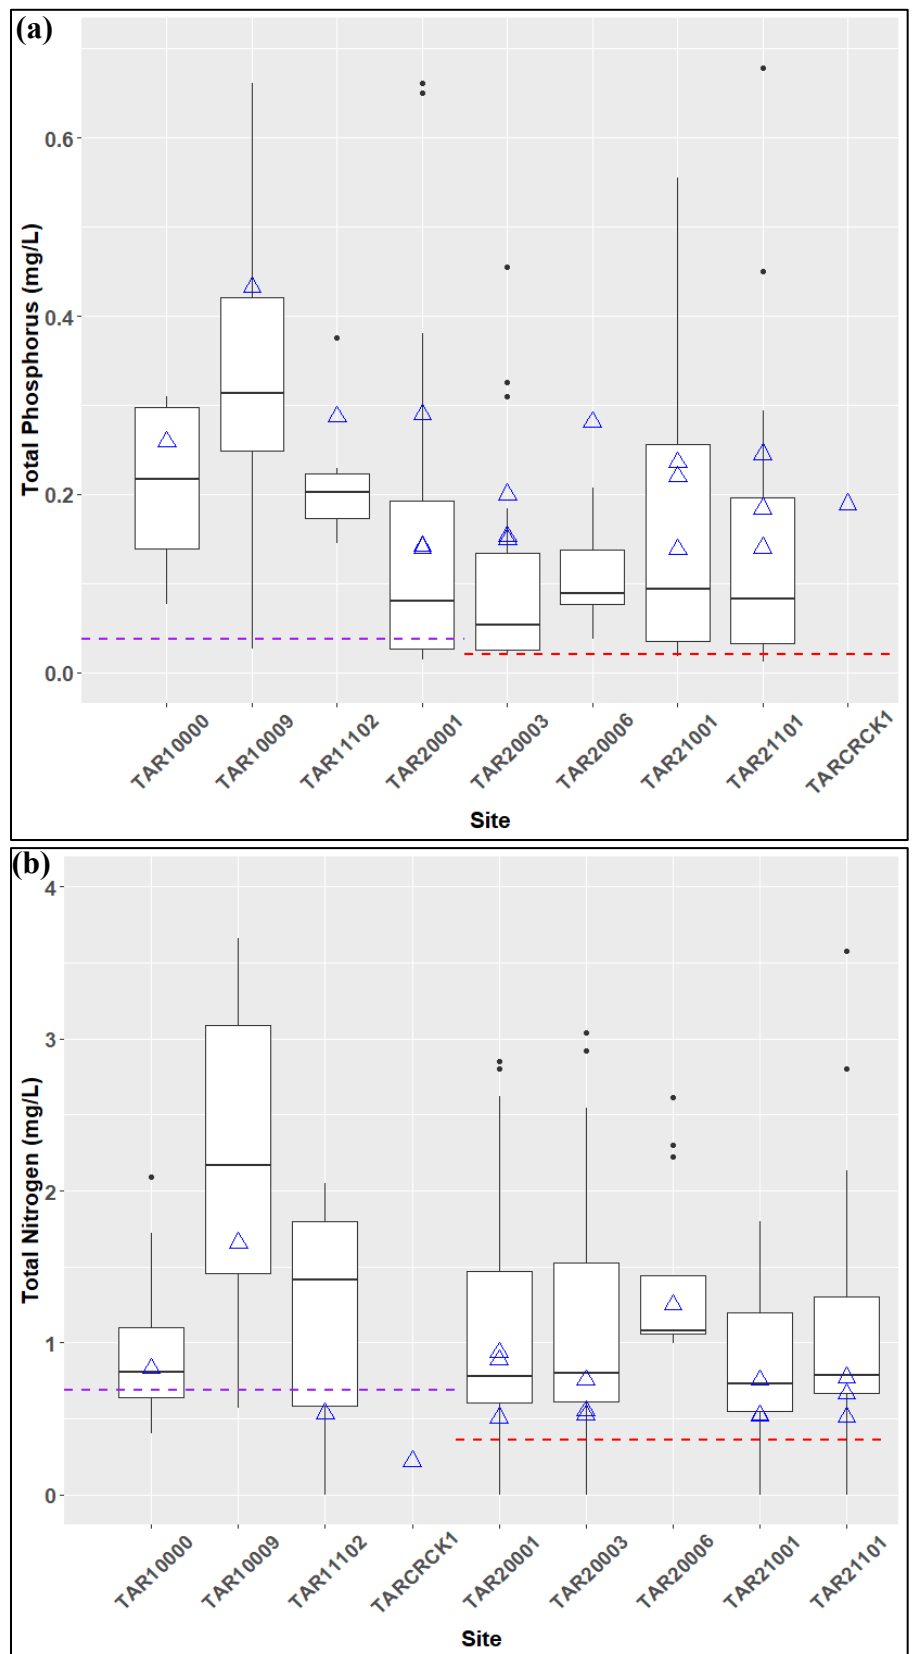 (a)
Total Phosphorus (mg/L)
0.6
0.4
0.2
0.0
TAR10000
TAR10009
TAR11102
TAR20001
TAR20003
TAR20006
TAR21001
TAR21101
TARCRCK1
Site
(b)
Total Nitrogen (mg/L)
4
3
2
1
0
TAR10000
TAR10009
TAR11102
TARCRCK1
TAR20001
TAR20003
TAR20006
TAR21001
TAR21101
Site